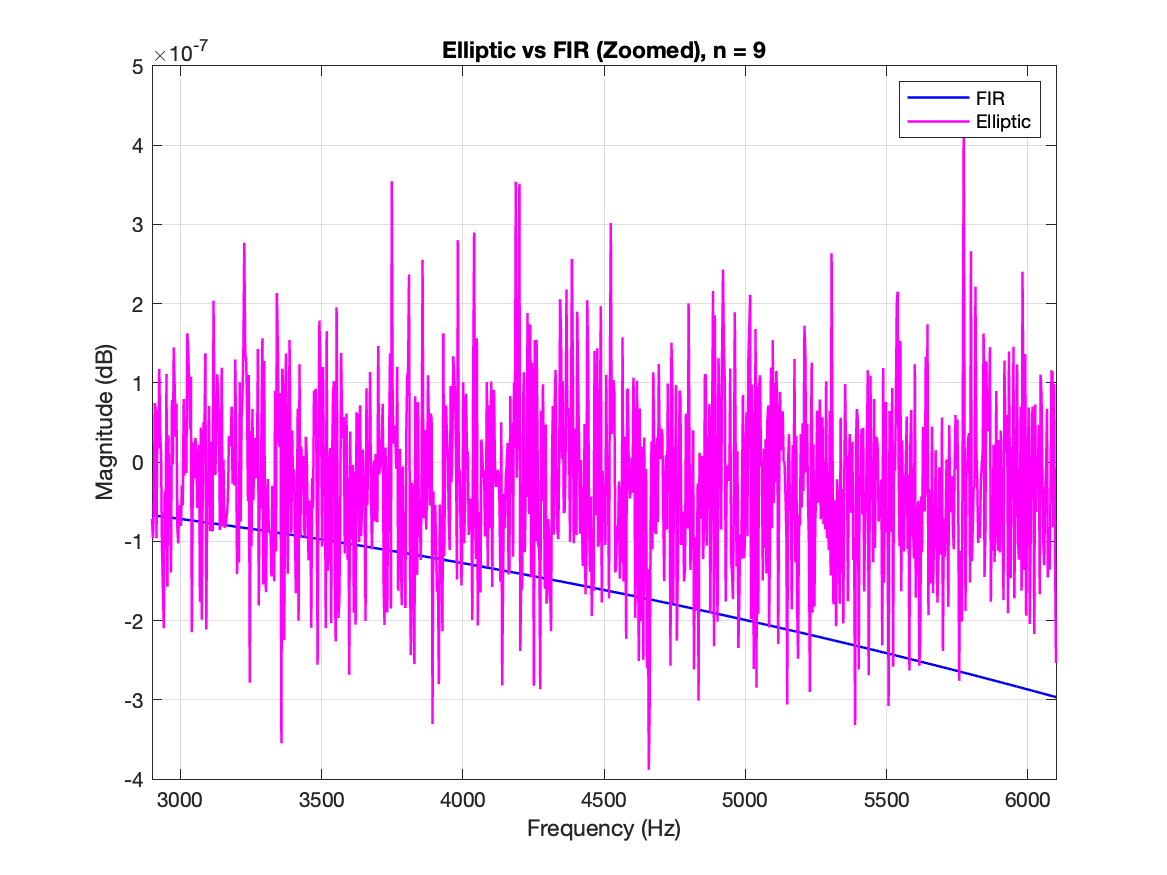 ×10⁻⁷
Elliptic vs FIR (Zoomed), n = 9
5
4
3
2
1
0
-1
-2
-3
-4
Magnitude (dB)
FIR
Elliptic
3000 3500 4000 4500 5000 5500 6000
Frequency (Hz)